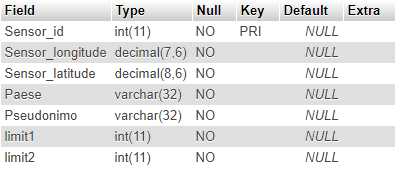 Field Type Null Key Default Extra
Sensor_id int(11) NO PRI NULL
Sensor_longitude decimal(7,6) NO NULL
Sensor_latitude decimal(8,6) NO NULL
Paese varchar(32) NO NULL
Pseudonimo varchar(32) NO NULL
limit1 int(11) NO NULL
limit2 int(11) NO NULL